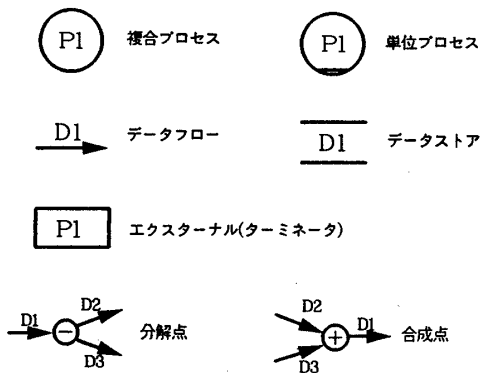 P1 複合プロセス
P1 単位プロセス
D1 データフロー
D1 データストア
P1 エクスターナル(ターミネータ)
D1 − D2 D3 分解点
D2 D3 + D1 合成点